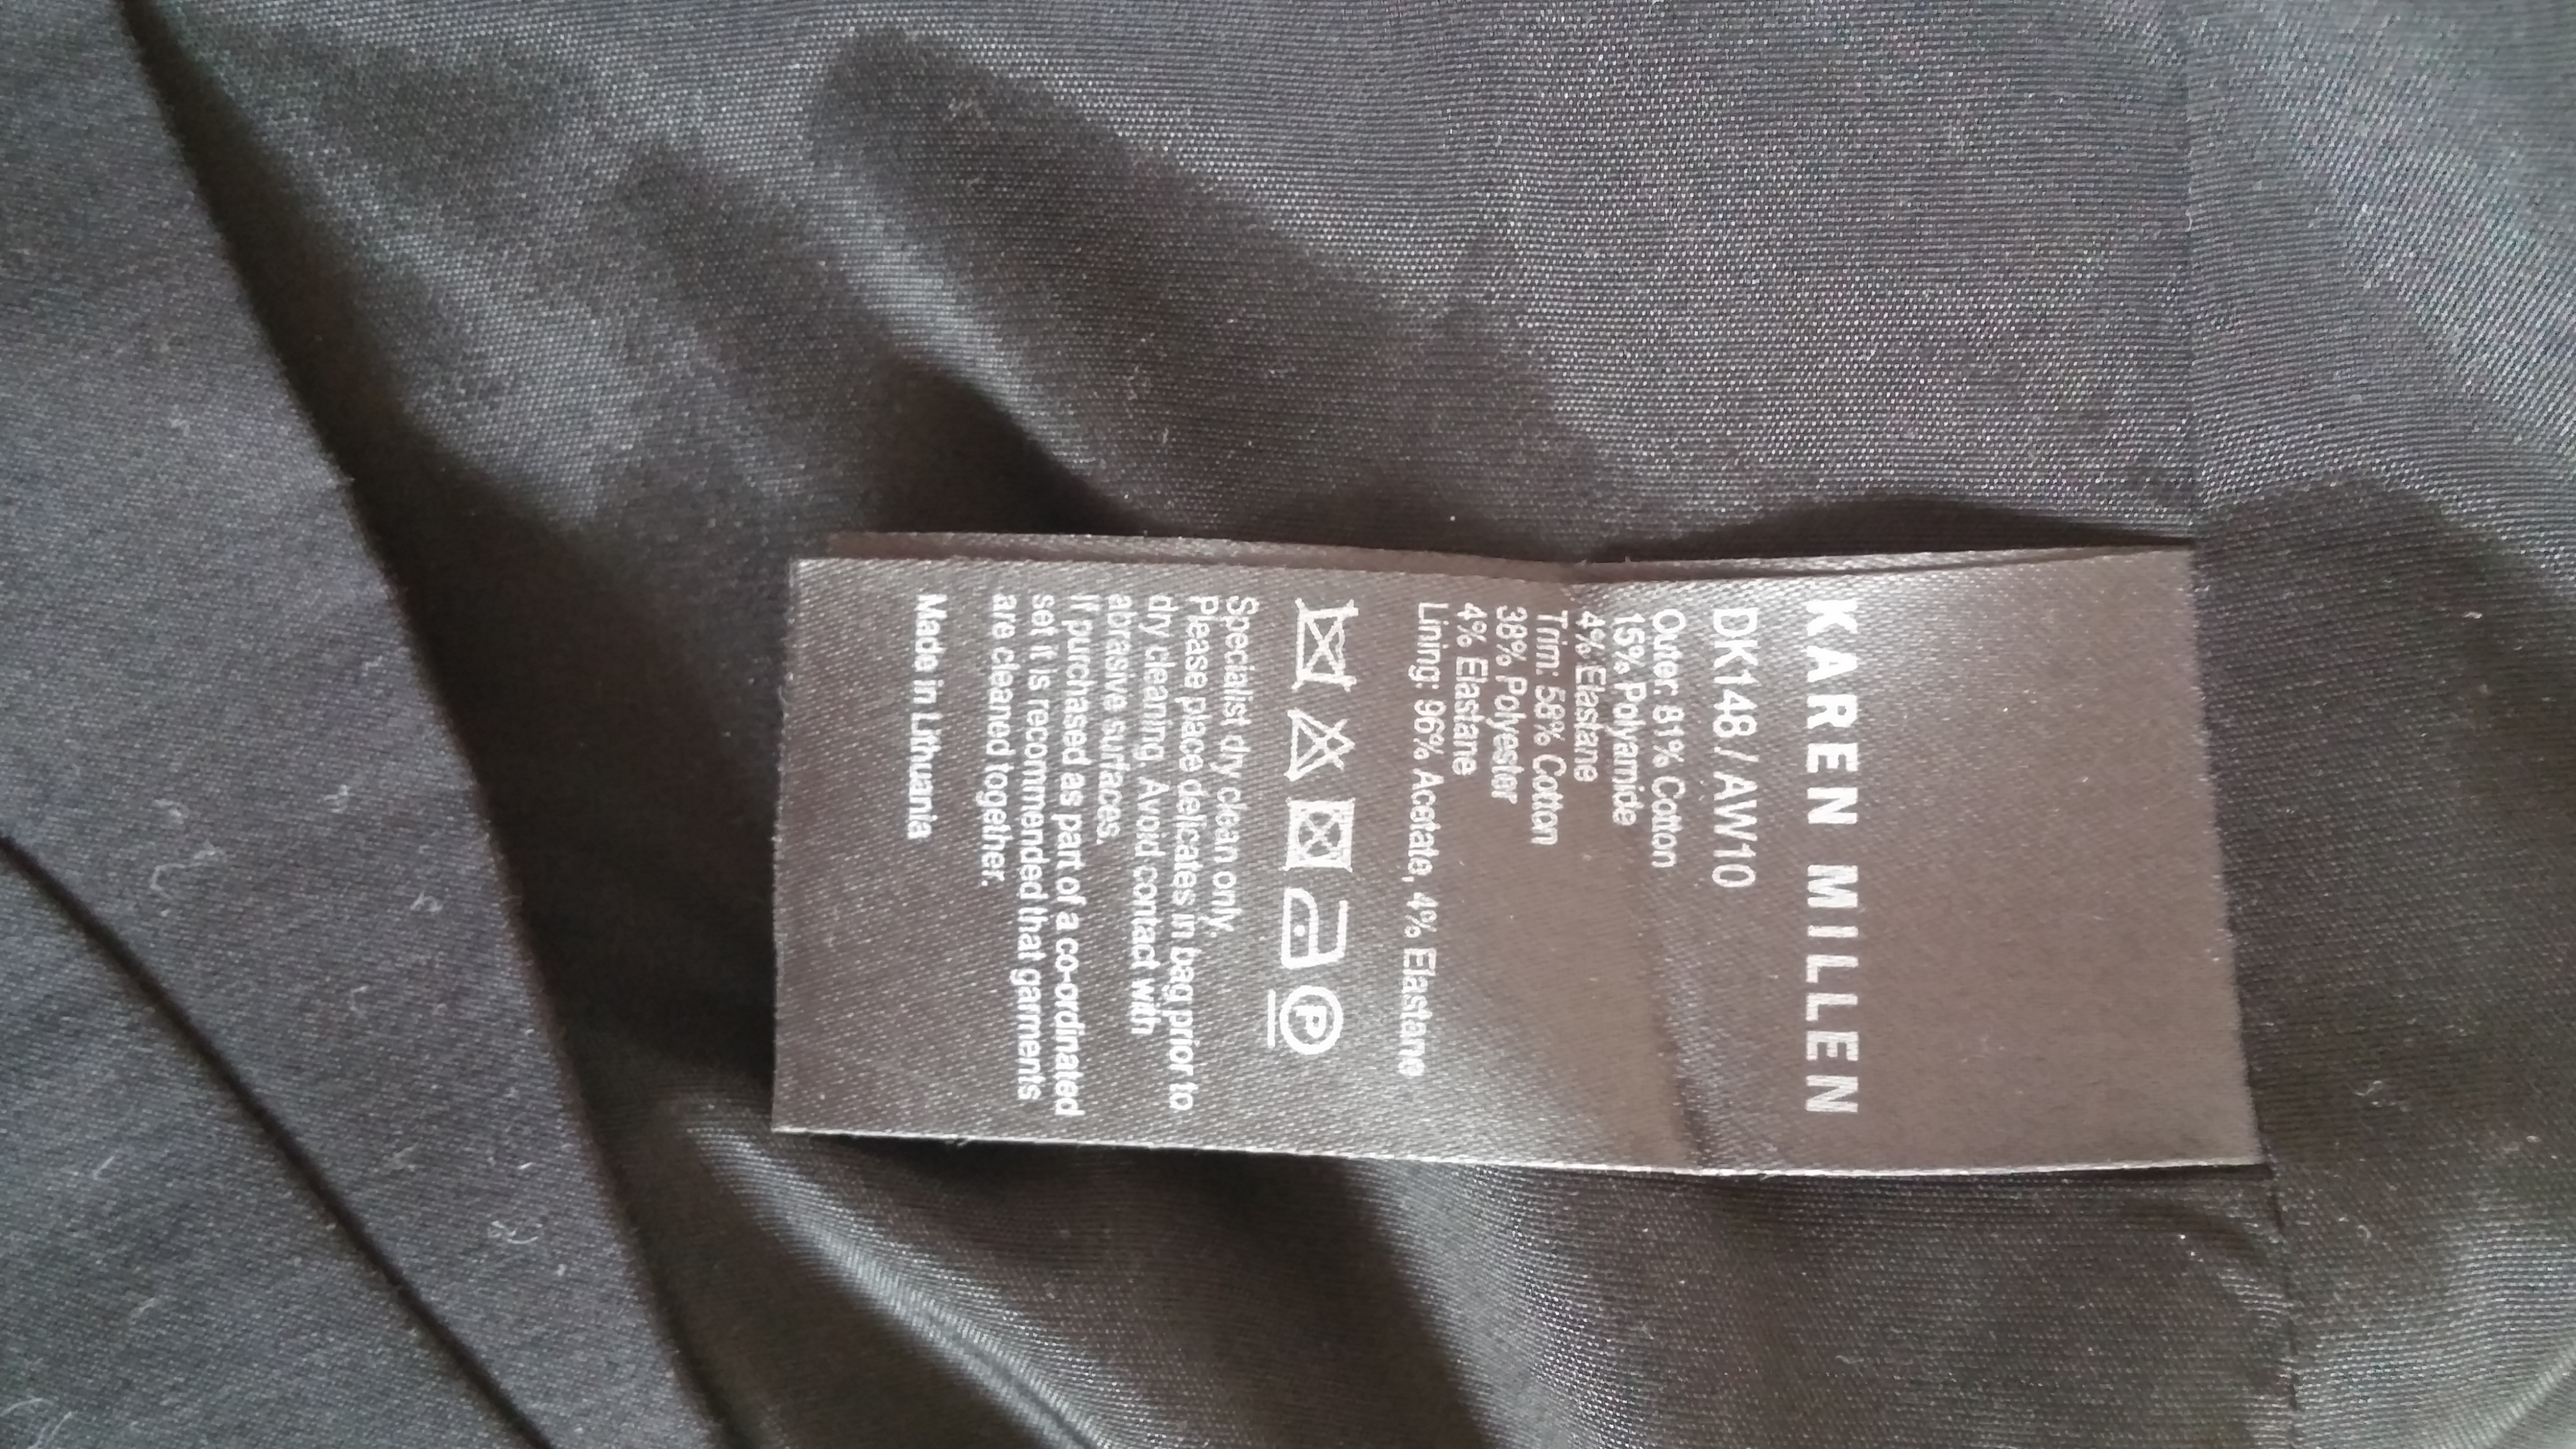 KAREN MILLEN
DK148 / AW10
Outer: 81% Cotton
15% Polyamide
4% Elastane
Trim: 58% Cotton
38% Polyester
4% Elastane
Lining: 96% Acetate, 4% Elastane
P
Specialist dry clean only.
Please place delicates in bag prior to
dry cleaning. Avoid contact with
abrasive surfaces.
If purchased as part of a co-ordinated
set it is recommended that garments
are cleaned together.
Made in Lithuania